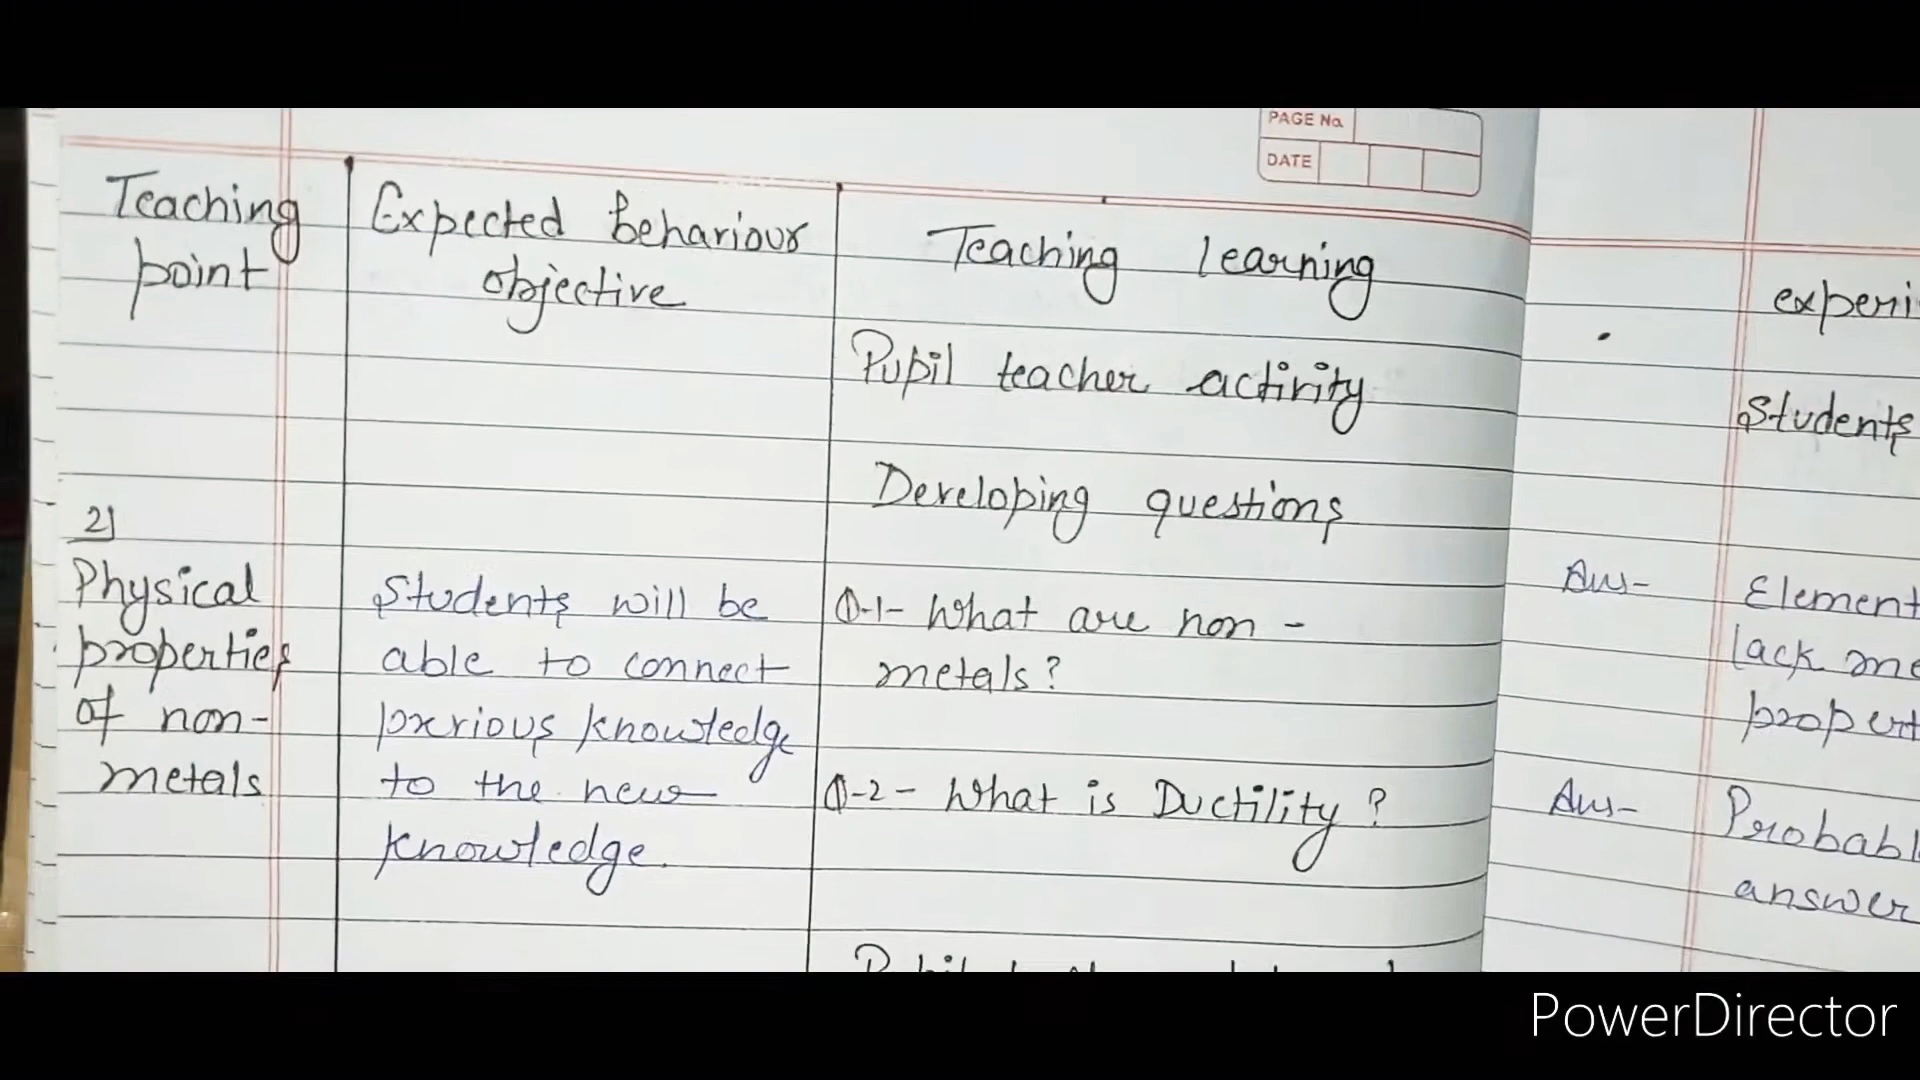 PAGE No.
DATE
Teaching point
Expected behaviour objective
Teaching learning
Pupil teacher activity
Developing questions
2)
Physical
properties
of non-
metals
Students will be
able to connect
previous knowledge
to the new
knowledge.
Q-1- What are non-
metals?
Q-2- What is Ductility?
experi
Students
Ans- Element
lack me
propert
Ans- Probabl
answer
PowerDirector